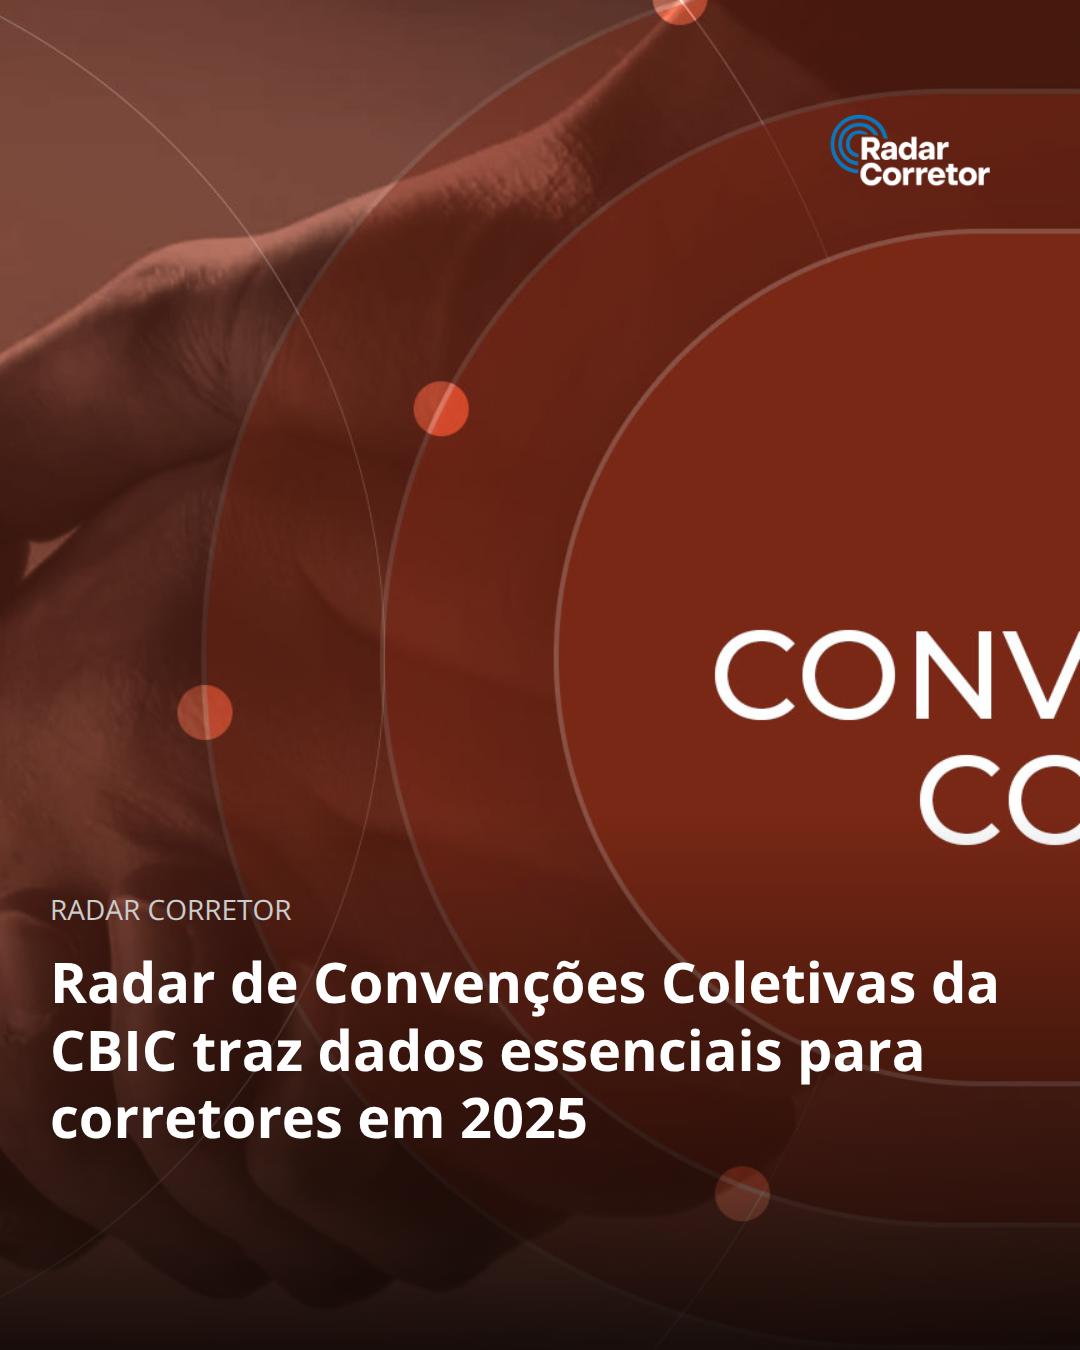 Radar
Corretor
CONV
CO
RADAR CORRETOR
Radar de Convenções Coletivas da
CBIC traz dados essenciais para
corretores em 2025